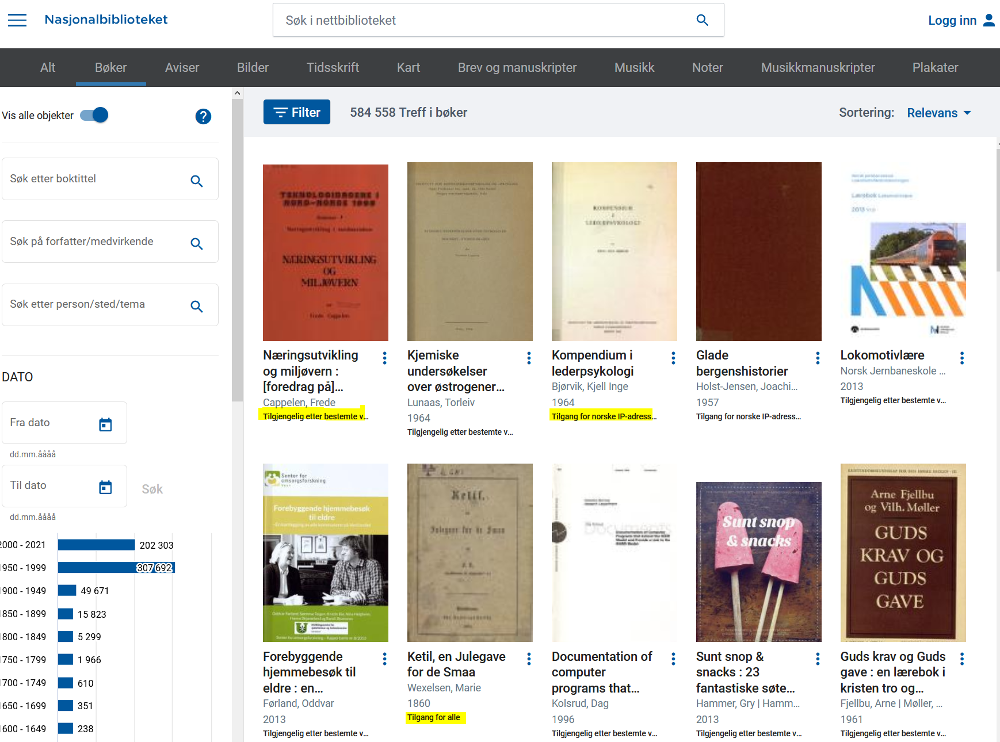 Nasjonalbiblioteket
Søk i nettbiblioteket
Logg inn
Alt Bøker Aviser Bilder Tidsskrift Kart Brev og manuskripter Musikk Noter Musikkmanuskripter Plakater
Vis alle objekter
?
Søk etter boktittel
Søk på forfatter/medvirkende
Søk etter person/sted/tema
DATO
Fra dato
dd.mm.åååå
Til dato
Søk
dd.mm.åååå
2000 - 2021 202 303
950 - 1999 307 692
900 - 1949 49 671
850 - 1899 15 823
800 - 1849 5 299
750 - 1799 1 966
700 - 1749 610
650 - 1699 351
600 - 1649 238
Filter
584 558 Treff i bøker
Sortering: Relevans
TEKNOLOGIDAGENE I
NORD-NORGE 1998
NÆRINGSUTVIKLING
OG
MILJØVERN
Frede Cappelen
Næringsutvikling
og miljøvern :
[foredrag på]...
Cappelen, Frede
Tilgjengelig etter bestemte v...
Kjemiske
undersøkelser
over østrogener...
Lunaas, Torleiv
1964
Tilgjengelig etter bestemte v...
KOMPENDIUM
I
LEDERPSYKOLOGI
Kompendium i
lederpsykologi
Bjørvik, Kjell Inge
1964
Tilgang for norske IP-adress...
Glade
bergenshistorier
Holst-Jensen, Joachi...
1957
Tilgang for norske IP-adress...
Lærebok Lokomotivlære
2013
Lokomotivlære
Norsk Jernbaneskole ...
2013
Tilgjengelig etter bestemte v...
Senter for
omsorgsforskning
Forebyggende hjemmebesøk
til eldre
Forebyggende
hjemmebesøk til
eldre : en...
Førland, Oddvar
2013
Tilgjengelig etter bestemte v...
Ketil,
Julegave for de Smaa
Ketil, en Julegave
for de Smaa
Wexelsen, Marie
1860
Tilgang for alle
Documents
Documentation of
computer
programs that...
Kolsrud, Dag
1996
Tilgjengelig etter bestemte v...
Sunt snop
& snacks
Sunt snop &
snacks : 23
fantastiske søte...
Hammer, Gry | Hamm...
2013
Tilgjengelig etter bestemte v...
Arne Fjellbu
og Vilh. Møller
GUDS
KRAV OG
GUDS
GAVE
Guds krav og Guds
gave : en lærebok i
kristen tro og...
Fjellbu, Arne | Møller, ...
1961
Tilgjengelig etter bestemte v...